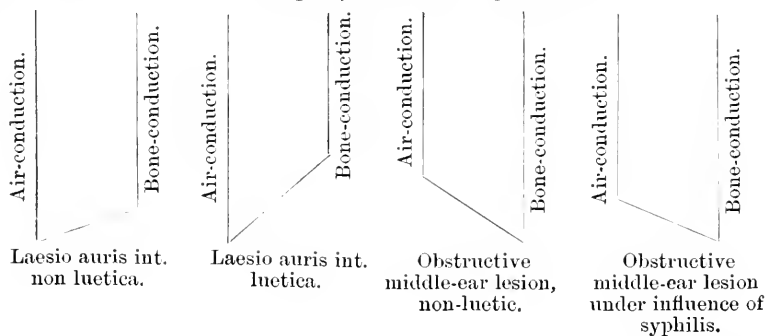 Air-conduction.
Bone-conduction.
Laesio auris int.
non luetica.
Air-conduction.
Bone-conduction.
Laesio auris int.
luetica.
Air-conduction.
Bone-conduction.
Obstructive
middle-ear lesion,
non-luetic.
Air-conduction.
Bone-conduction.
Obstructive
middle-ear lesion
under influence of
syphilis.